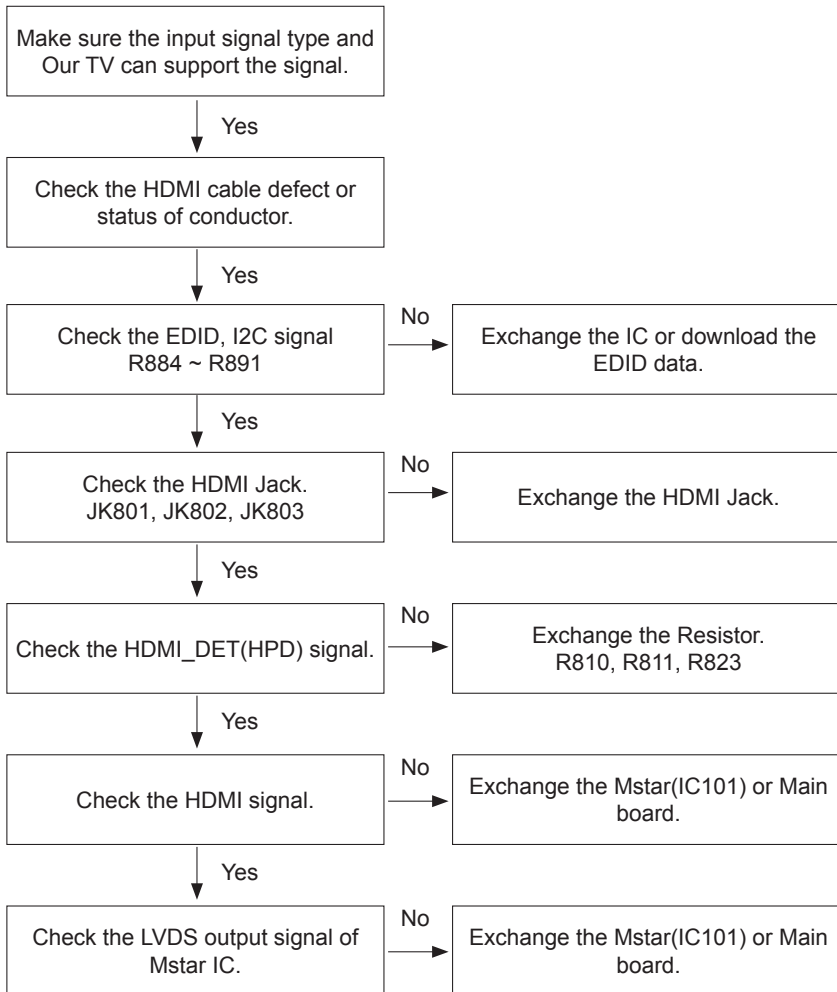 Make sure the input signal type and
Our TV can support the signal.
Yes
Check the HDMI cable defect or
status of conductor.
Yes
Check the EDID, I2C signal
R884 ~ R891
No
Exchange the IC or download the
EDID data.
Yes
Check the HDMI Jack.
JK801, JK802, JK803
No
Exchange the HDMI Jack.
Yes
Check the HDMI_DET(HPD) signal.
No
Exchange the Resistor.
R810, R811, R823
Yes
Check the HDMI signal.
No
Exchange the Mstar(IC101) or Main
board.
Yes
Check the LVDS output signal of
Mstar IC.
No
Exchange the Mstar(IC101) or Main
board.